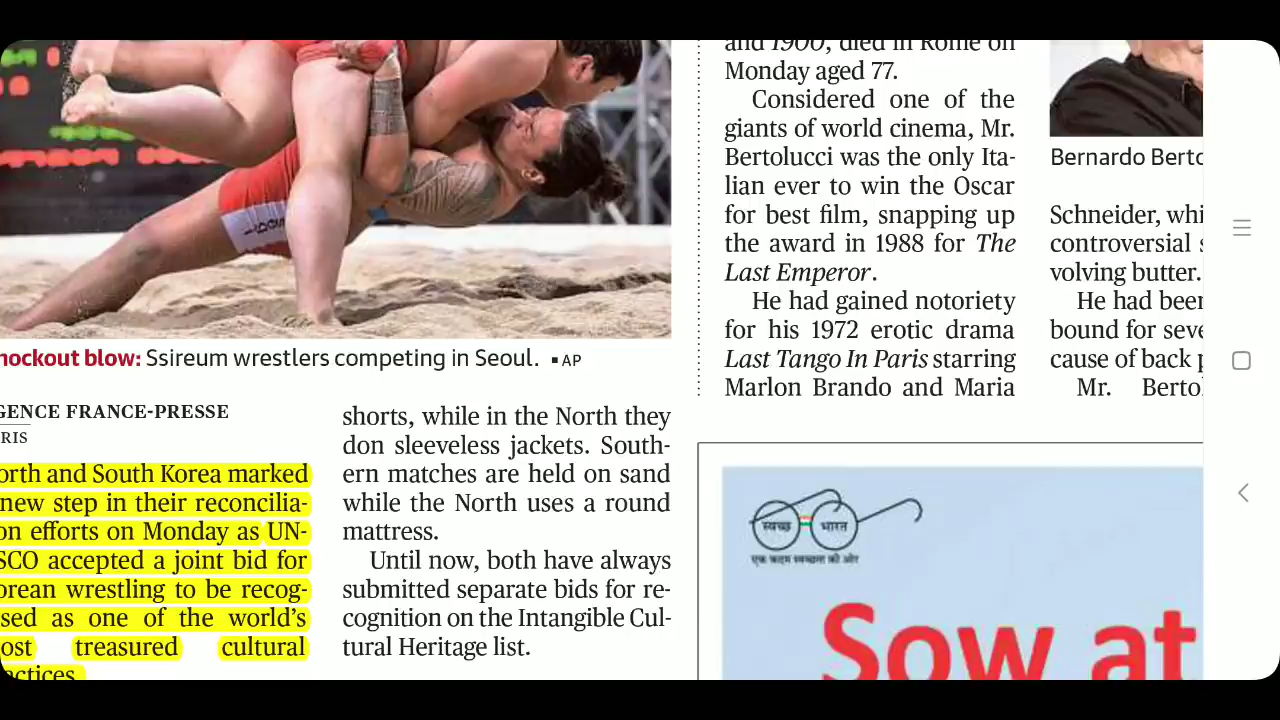 nockout blow: Ssireum wrestlers competing in Seoul. ▪ AP
GENCE FRANCE-PRESSE
RIS
orth and South Korea marked
new step in their reconcilia-
on efforts on Monday as UN-
SCO accepted a joint bid for
orean wrestling to be recog-
sed as one of the world's
ost treasured cultural
actices.
shorts, while in the North they
don sleeveless jackets. South-
ern matches are held on sand
while the North uses a round
mattress.
Until now, both have always
submitted separate bids for re-
cognition on the Intangible Cul-
tural Heritage list.
and 1900, died in Rome on
Monday aged 77.
Considered one of the
giants of world cinema, Mr.
Bertolucci was the only Ita-
lian ever to win the Oscar
for best film, snapping up
the award in 1988 for The
Last Emperor.
He had gained notoriety
for his 1972 erotic drama
Last Tango In Paris starring
Marlon Brando and Maria
Bernardo Berto
Schneider, whi
controversial s
volving butter.
He had been
bound for seve
cause of back p
Mr. Bertol
स्वच्छ भारत
एक कदम स्वच्छता की ओर
Sow at